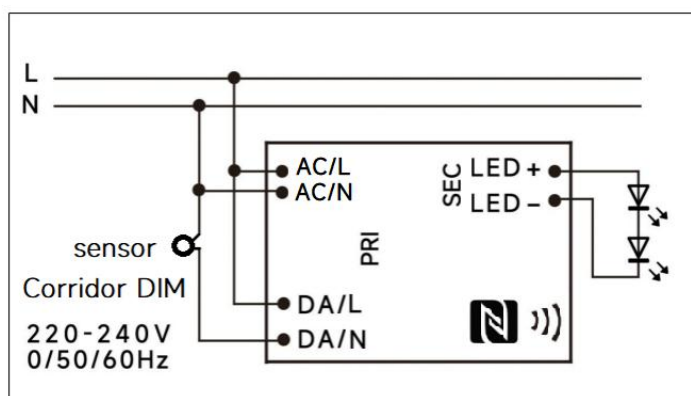 L
N
AC/L
AC/N
SEC
LED +
LED −
PRI
sensor
Corridor DIM
220-240V
0/50/60Hz
DA/L
DA/N